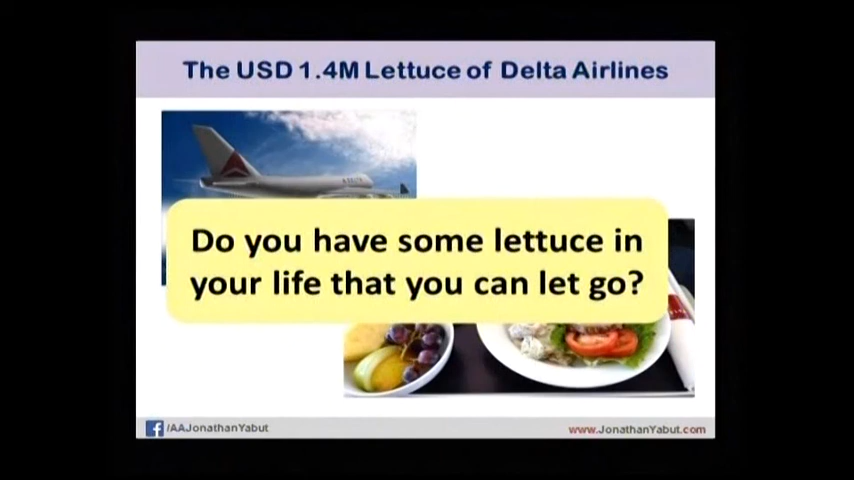 The USD 1.4M Lettuce of Delta Airlines
Do you have some lettuce in
your life that you can let go?
/AAJonathanYabut
www.JonathanYabut.com